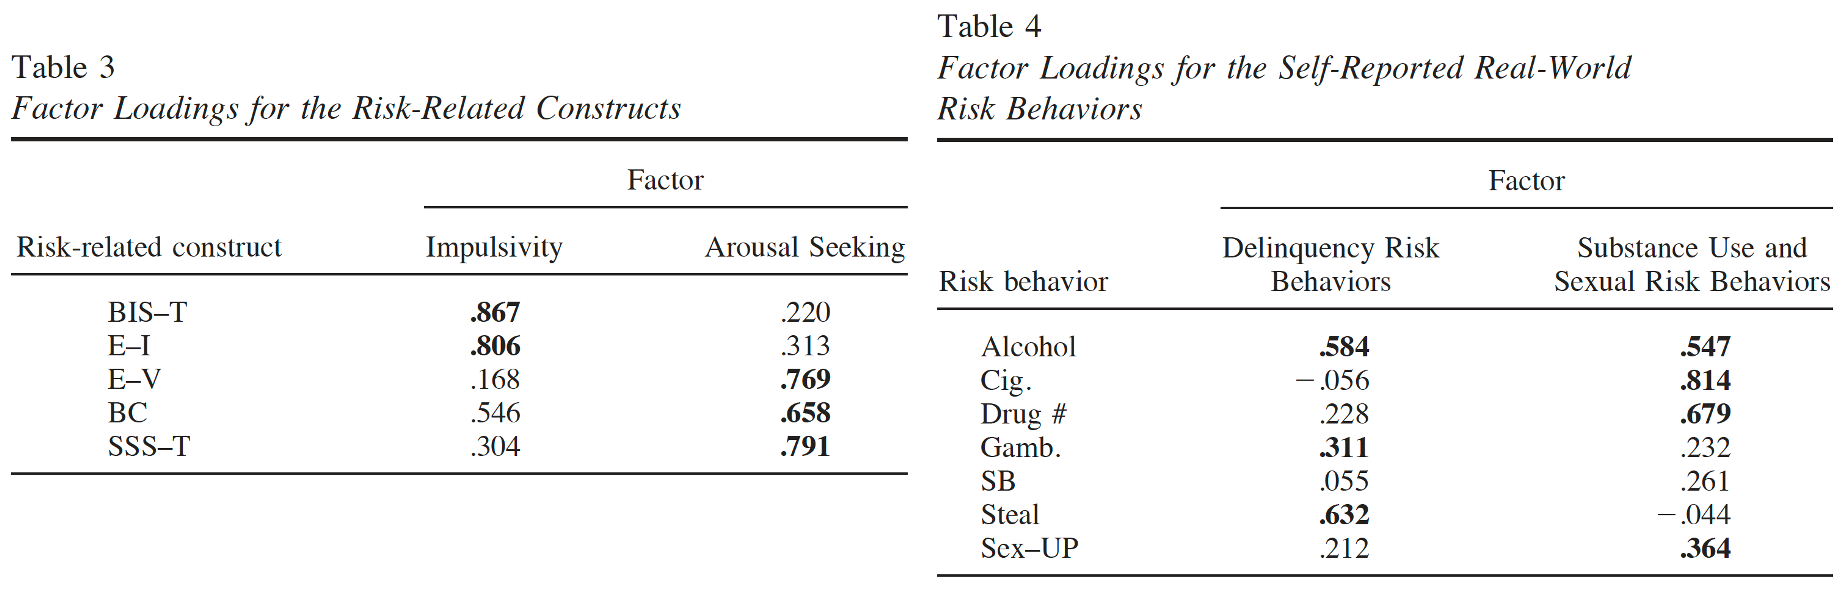 Table 3
Factor Loadings for the Risk-Related Constructs
Factor
Risk-related construct Impulsivity Arousal Seeking
BIS–T .867 .220
E–I .806 .313
E–V .168 .769
BC .546 .658
SSS–T .304 .791
Table 4
Factor Loadings for the Self-Reported Real-World
Risk Behaviors
Factor
Delinquency Risk Substance Use and
Risk behavior Behaviors Sexual Risk Behaviors
Alcohol .584 .547
Cig. −.056 .814
Drug # .228 .679
Gamb. .311 .232
SB .055 .261
Steal .632 −.044
Sex–UP .212 .364